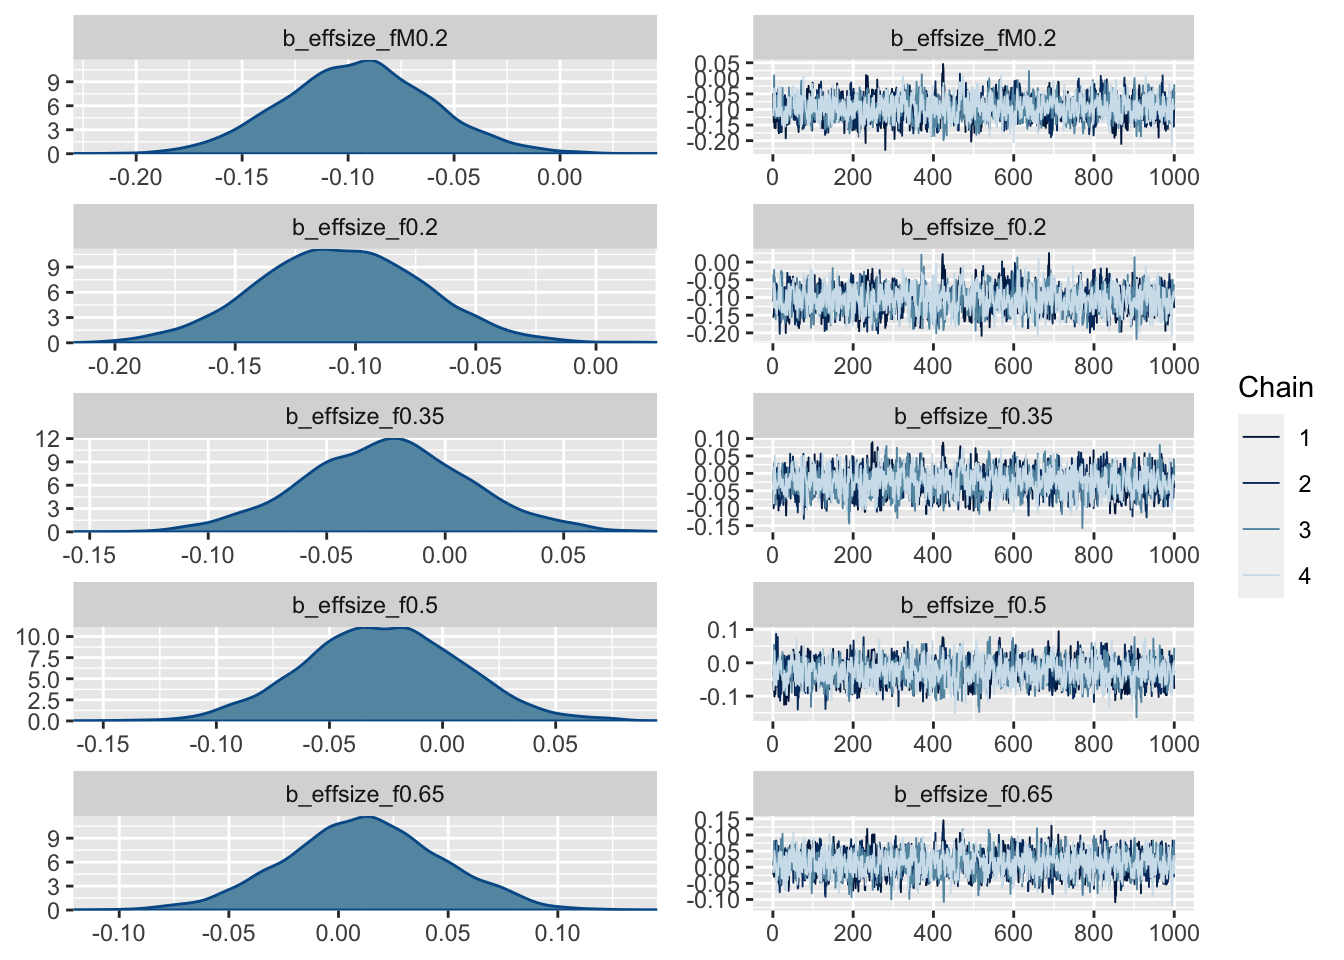 b_effsize_fM0.2
9
6
3
0
-0.20 -0.15 -0.10 -0.05 0.00
b_effsize_fM0.2
0.05
0.00
-0.05
-0.10
-0.15
-0.20
0 200 400 600 800 1000
b_effsize_f0.2
9
6
3
0
-0.20 -0.15 -0.10 -0.05 0.00
b_effsize_f0.2
0.00
-0.05
-0.10
-0.15
-0.20
0 200 400 600 800 1000
b_effsize_f0.35
12
9
6
3
0
-0.15 -0.10 -0.05 0.00 0.05
b_effsize_f0.35
0.10
0.05
0.00
-0.05
-0.10
-0.15
0 200 400 600 800 1000
b_effsize_f0.5
10.0
7.5
5.0
2.5
0.0
-0.15 -0.10 -0.05 0.00 0.05
b_effsize_f0.5
0.1
0.0
-0.1
0 200 400 600 800 1000
b_effsize_f0.65
9
6
3
0
-0.10 -0.05 0.00 0.05 0.10
b_effsize_f0.65
0.15
0.10
0.05
0.00
-0.05
-0.10
0 200 400 600 800 1000
Chain
1
2
3
4